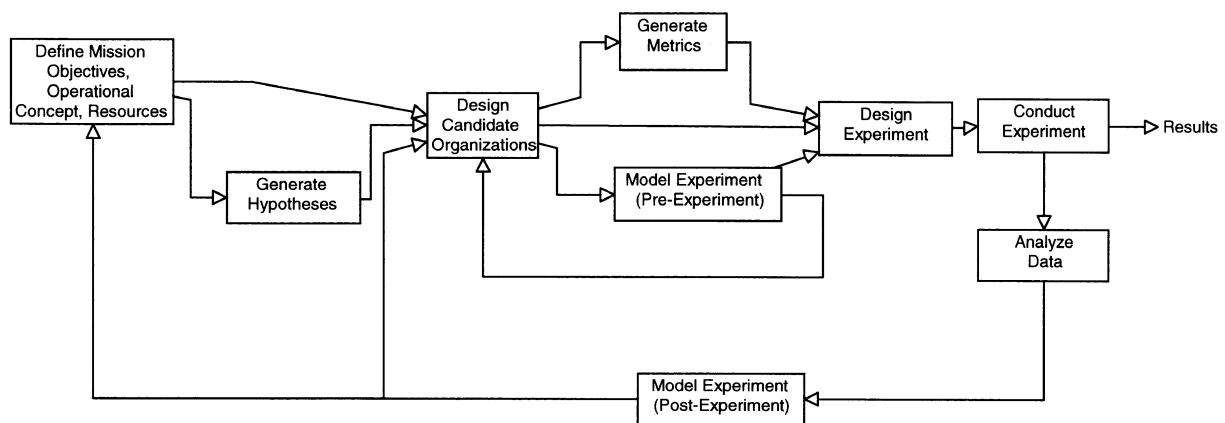 Define Mission
Objectives,
Operational
Concept, Resources
Generate
Hypotheses
Design
Candidate
Organizations
Generate
Metrics
Model Experiment
(Pre-Experiment)
Design
Experiment
Conduct
Experiment
Results
Analyze
Data
Model Experiment
(Post-Experiment)